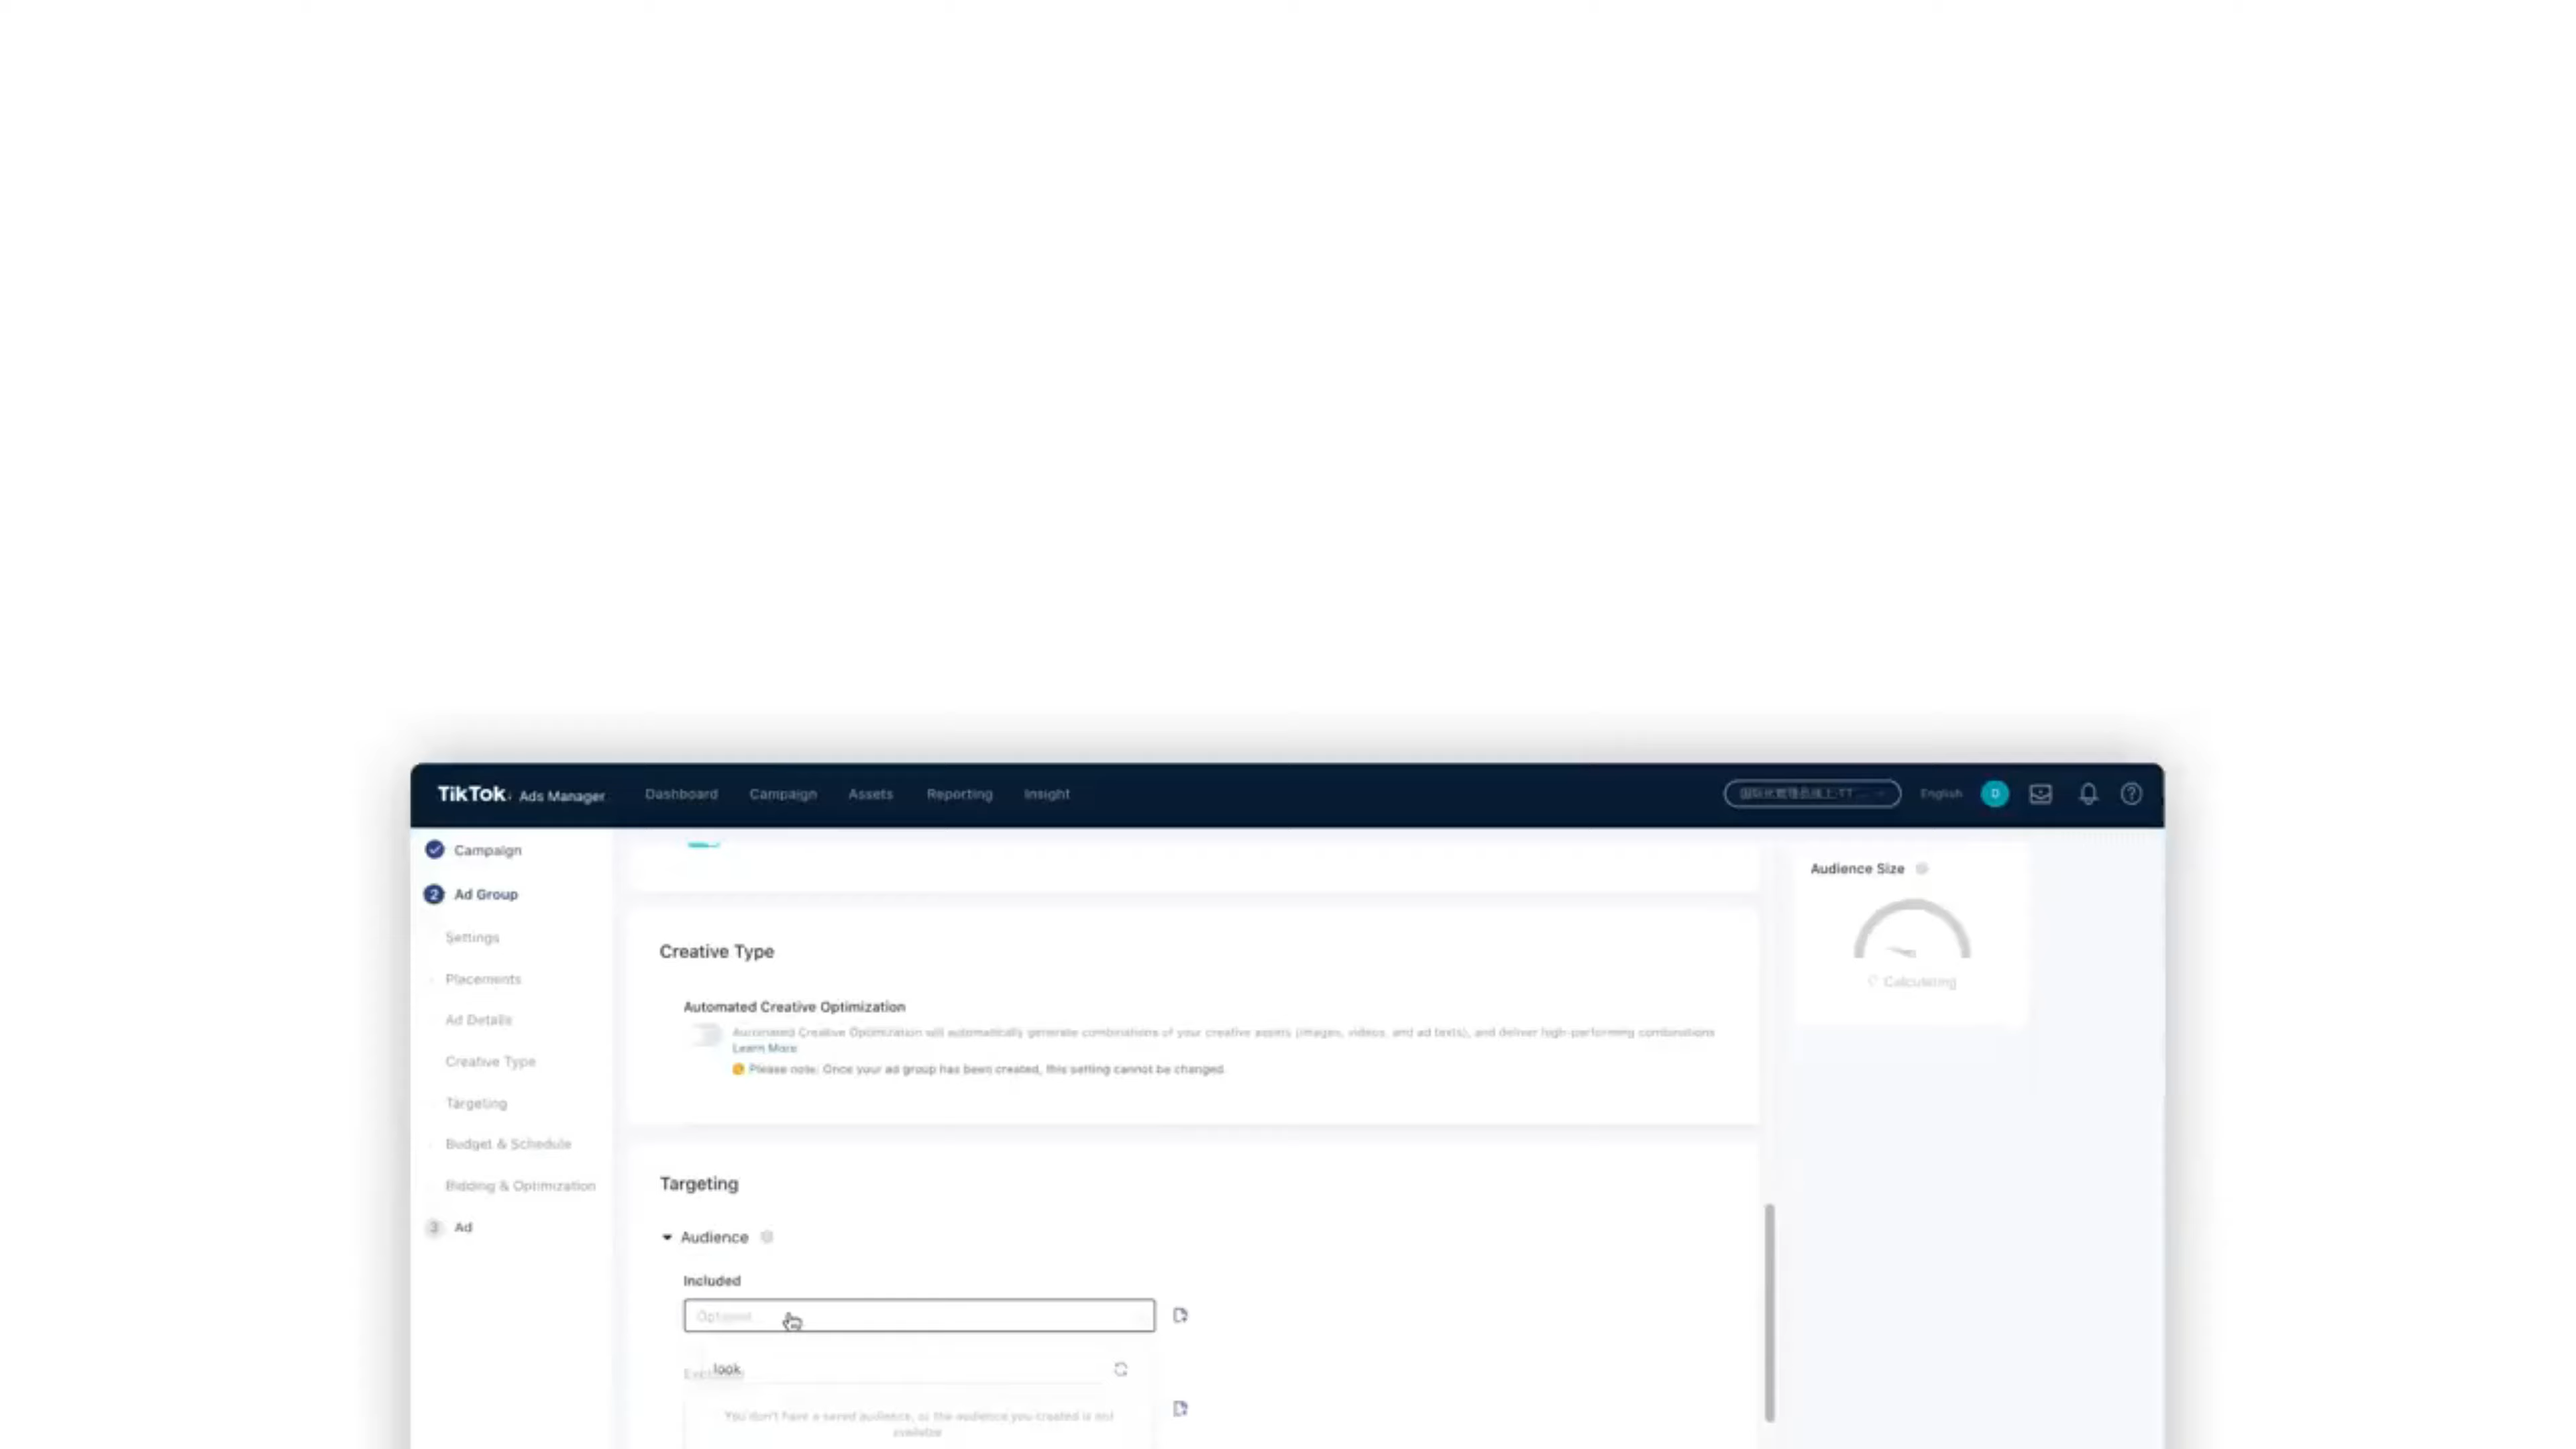 TikTok: Ads Manager
Dashboard
Campaign
Assets
Reporting
Insight
English
D
Campaign
2 Ad Group
Settings
Placements
Ad Details
Creative Type
Targeting
Budget & Schedule
Bidding & Optimization
3 Ad
Creative Type
Automated Creative Optimization
Automated Creative Optimization will automatically generate combinations of your creative assets (images, videos, and ad texts), and deliver high-performing combinations
Learn More
Please note: Once your ad group has been created, this setting cannot be changed.
Targeting
Audience
Included
Optional
look
You don't have a saved audience, or the audience you created is not
available
Audience Size
Calculating